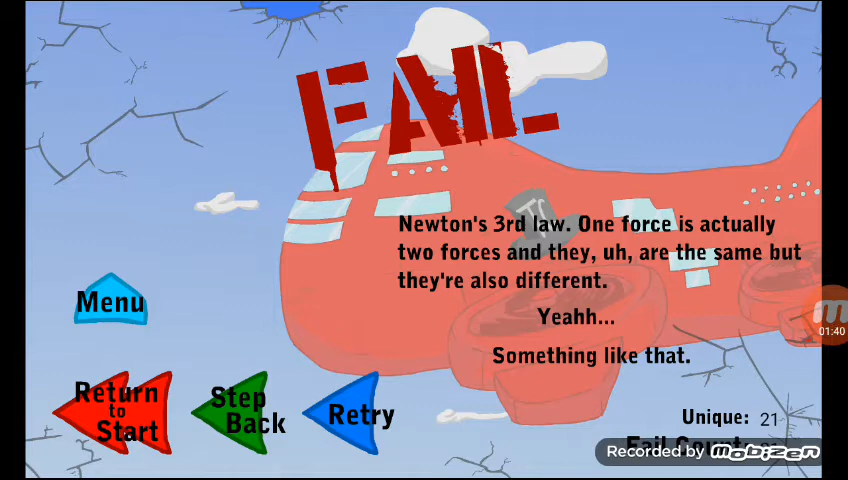 FAIL
Newton's 3rd law. One force is actually
two forces and they, uh, are the same but
they're also different.
Yeahh...
Something like that.
Menu
Return
to
Start
Step
Back
Retry
Unique: 21
Fail Count:
Recorded by mobizen
01:40